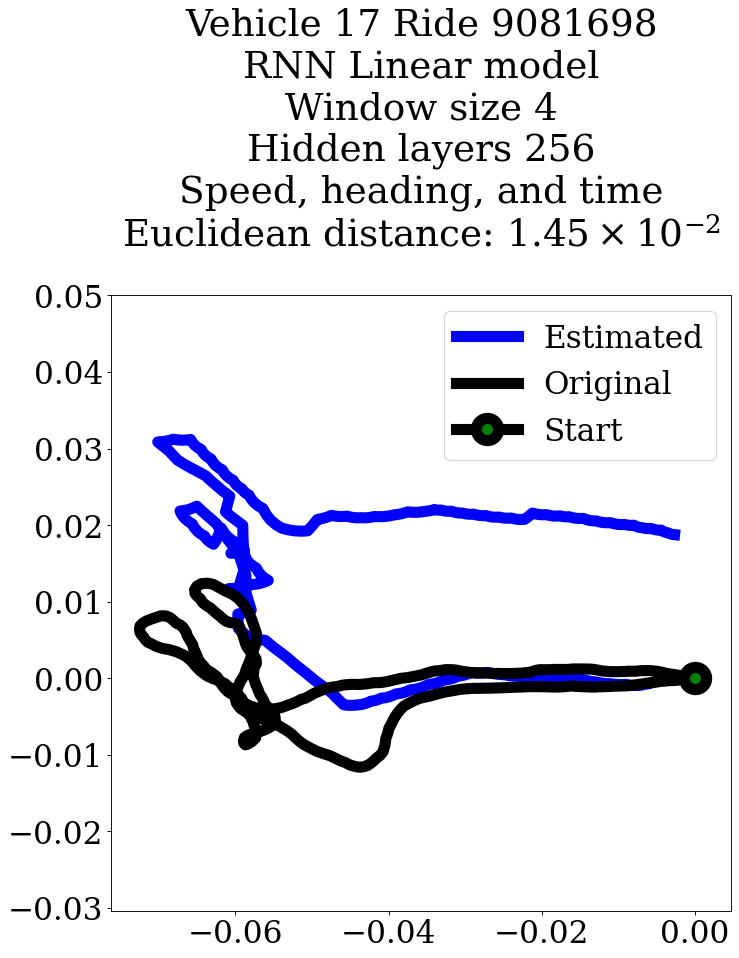 Vehicle 17 Ride 9081698
RNN Linear model
Window size 4
Hidden layers 256
Speed, heading, and time
Euclidean distance: 1.45 × 10⁻²
0.05
0.04
0.03
0.02
0.01
0.00
−0.01
−0.02
−0.03
Estimated
Original
Start
−0.06
−0.04
−0.02
0.00